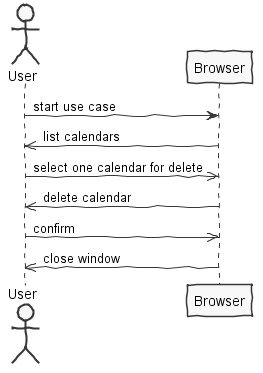 User
Browser
start use case
list calendars
select one calendar for delete
delete calendar
confirm
close window
User
Browser